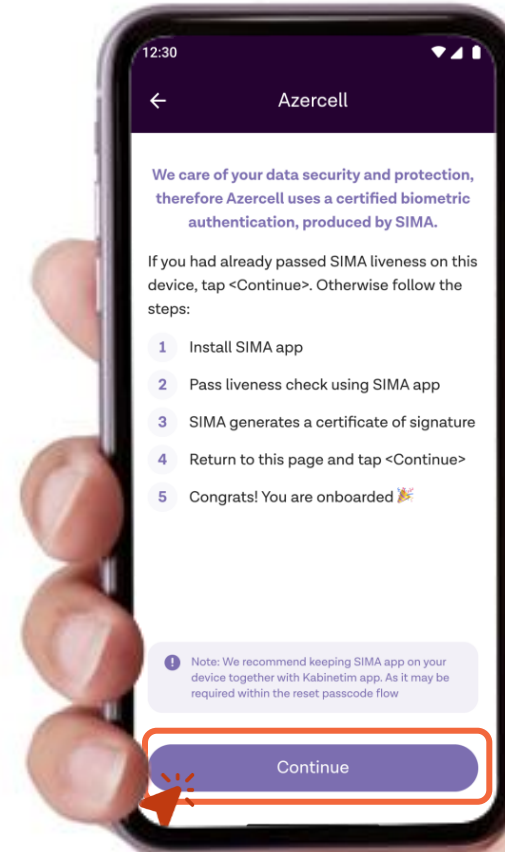 12:30
Azercell
We care of your data security and protection,
therefore Azercell uses a certified biometric
authentication, produced by SIMA.
If you had already passed SIMA liveness on this
device, tap <Continue>. Otherwise follow the
steps:
1 Install SIMA app
2 Pass liveness check using SIMA app
3 SIMA generates a certificate of signature
4 Return to this page and tap <Continue>
5 Congrats! You are onboarded 🎉
Note: We recommend keeping SIMA app on your
device together with Kabinetim app. As it may be
required within the reset passcode flow
Continue